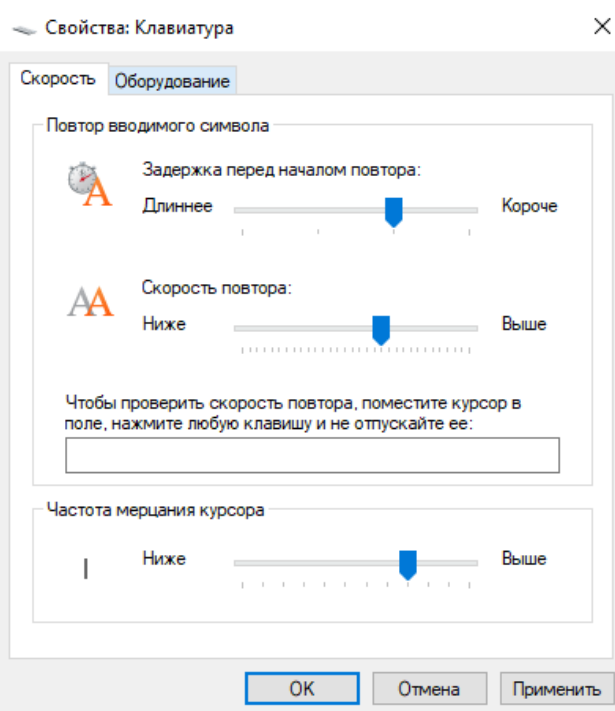 Свойства: Клавиатура
Скорость
Оборудование
Повтор вводимого символа
Задержка перед началом повтора:
Длиннее
Короче
Скорость повтора:
Ниже
Выше
Чтобы проверить скорость повтора, поместите курсор в
поле, нажмите любую клавишу и не отпускайте ее:
Частота мерцания курсора
Ниже
Выше
OK
Отмена
Применить